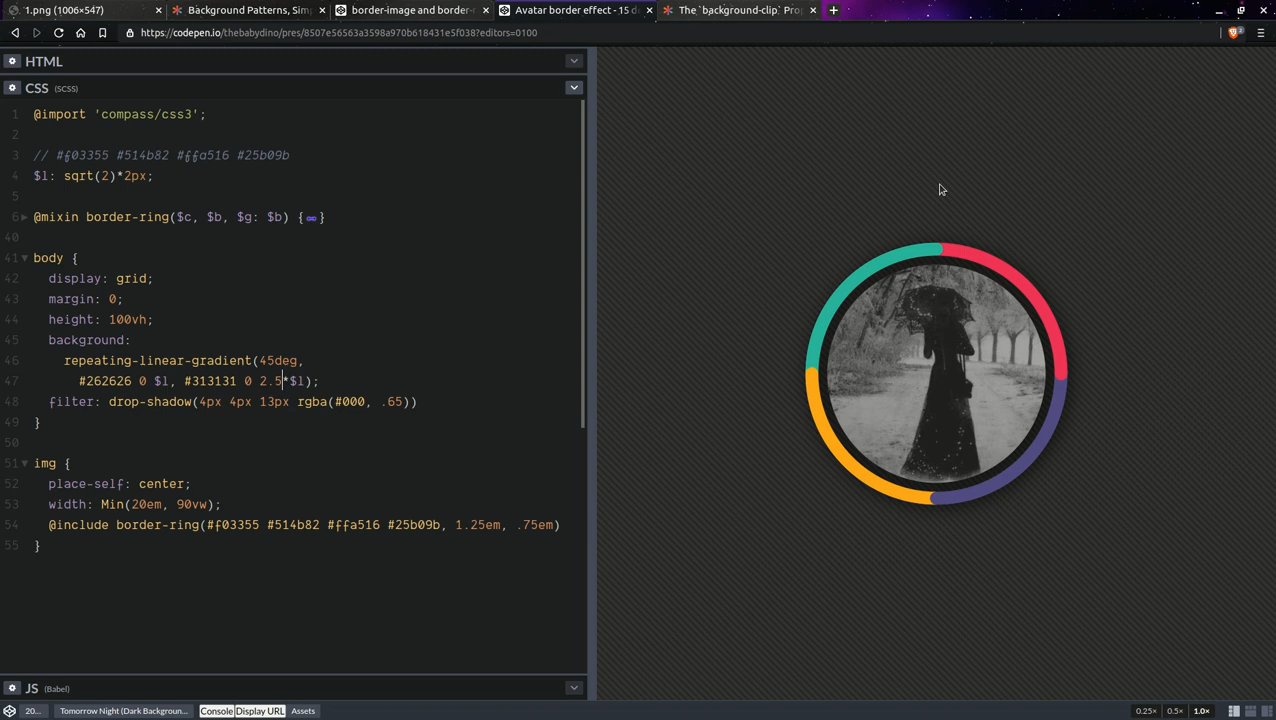 1.png (1006×547)
Background Patterns, Sim
border-image and border-r
Avatar border effect - 15 de
The `background-clip` Prop
https://codepen.io/thebabydino/pres/8507e56563a3598a970b618431e5f038?editors=0100
2
HTML
CSS (SCSS)
1 @import 'compass/css3';
2
3 // #f03355 #514b82 #ffa516 #25b09b
4 $l: sqrt(2)*2px;
5
6 @mixin border-ring($c, $b, $g: $b) { }
40
41 body {
42 display: grid;
43 margin: 0;
44 height: 100vh;
45 background:
46 repeating-linear-gradient(45deg,
47 #262626 0 $l, #313131 0 2.5*$l);
48 filter: drop-shadow(4px 4px 13px rgba(#000, .65))
49 }
50
51 img {
52 place-self: center;
53 width: Min(20em, 90vw);
54 @include border-ring(#f03355 #514b82 #ffa516 #25b09b, 1.25em, .75em)
55 }
JS (Babel)
20...
Tomorrow Night (Dark Backgroun...
Console
Display URL
Assets
0.25×
0.5×
1.0×